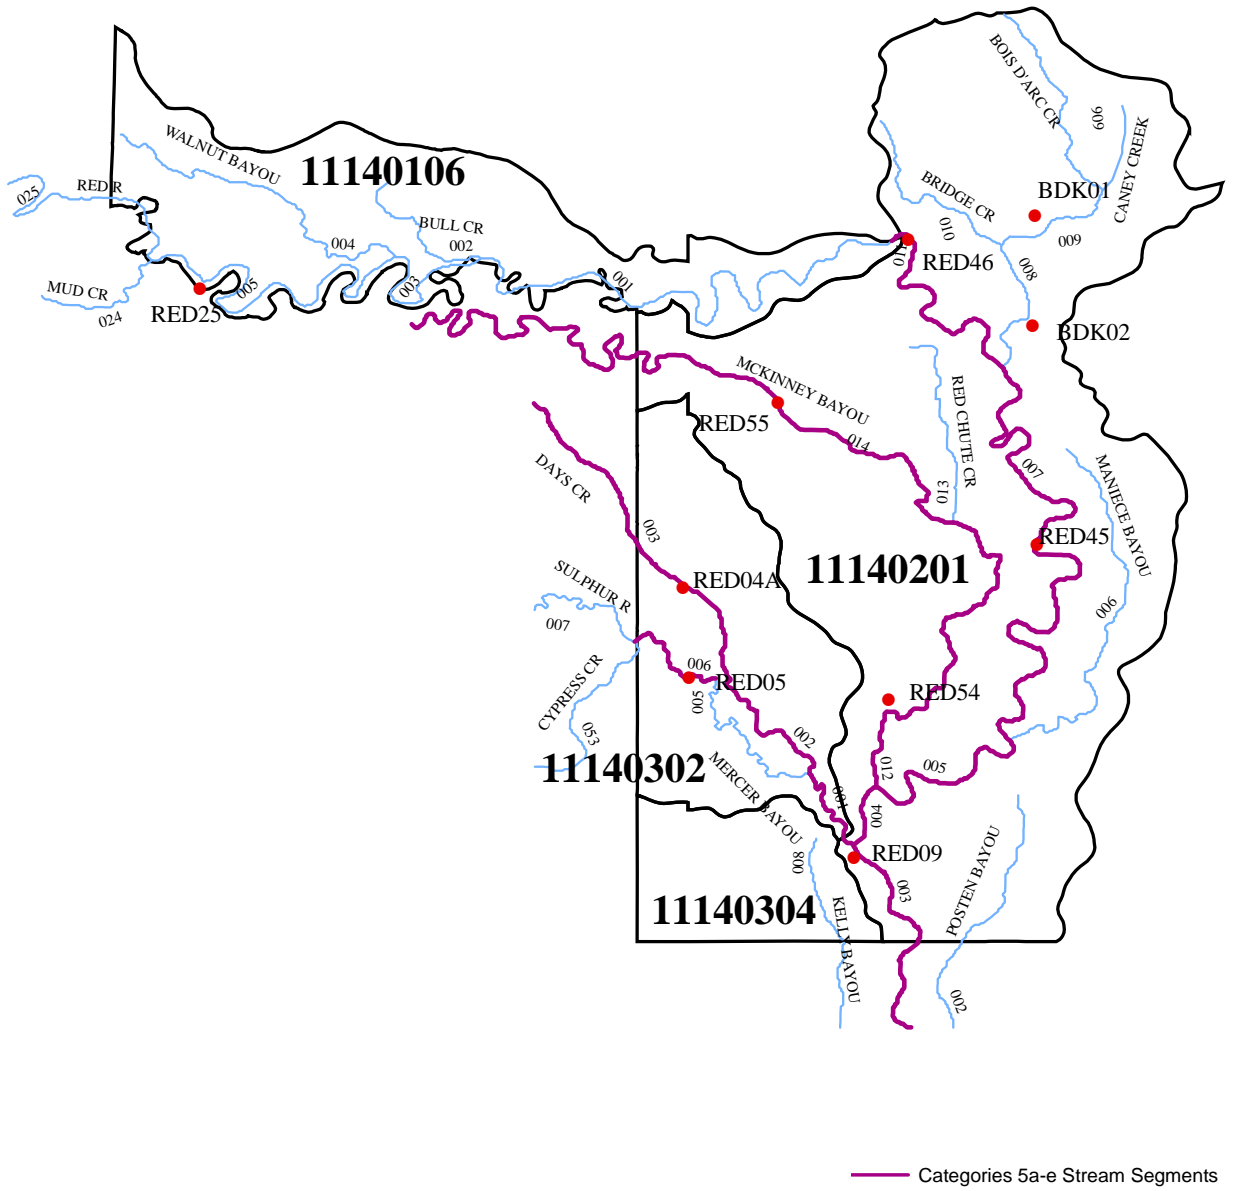 BOIS D'ARC CR
609
CANEY CREEK
WALNUT BAYOU
11140106
RED R
025
BRIDGE CR
BDK01
BULL CR
010
004
002
009
011
RED46
008
001
003
005
MUD CR
024
RED25
BDK02
MCKINNEY BAYOU
RED CHUTE CR
RED55
014
DAYS CR
007
MANIECE BAYOU
013
003
RED45
11140201
SULPHUR R
RED04A
006
007
CYPRESS CR
006
RED05
005
RED54
053
002
11140302
MERCER BAYOU
012
005
001
004
POSTEN BAYOU
008
RED09
003
11140304
KELLY BAYOU
002
Categories 5a-e Stream Segments